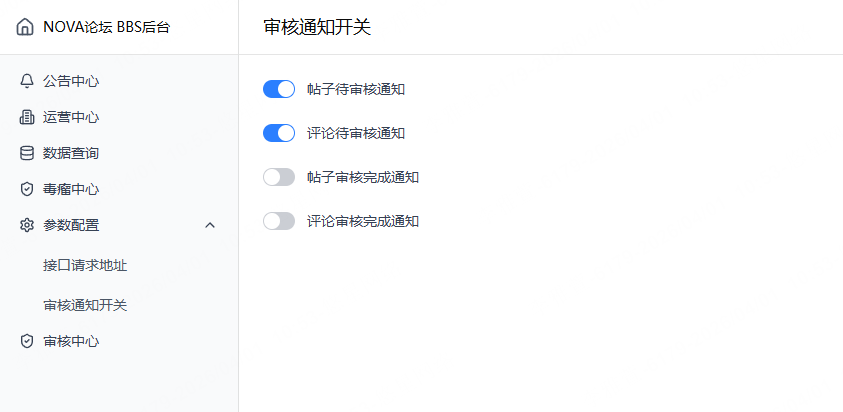 NOVA论坛 BBS后台
公告中心
运营中心
数据查询
毒瘤中心
参数配置
接口请求地址
审核通知开关
审核中心
审核通知开关
帖子待审核通知
评论待审核通知
帖子审核完成通知
评论审核完成通知